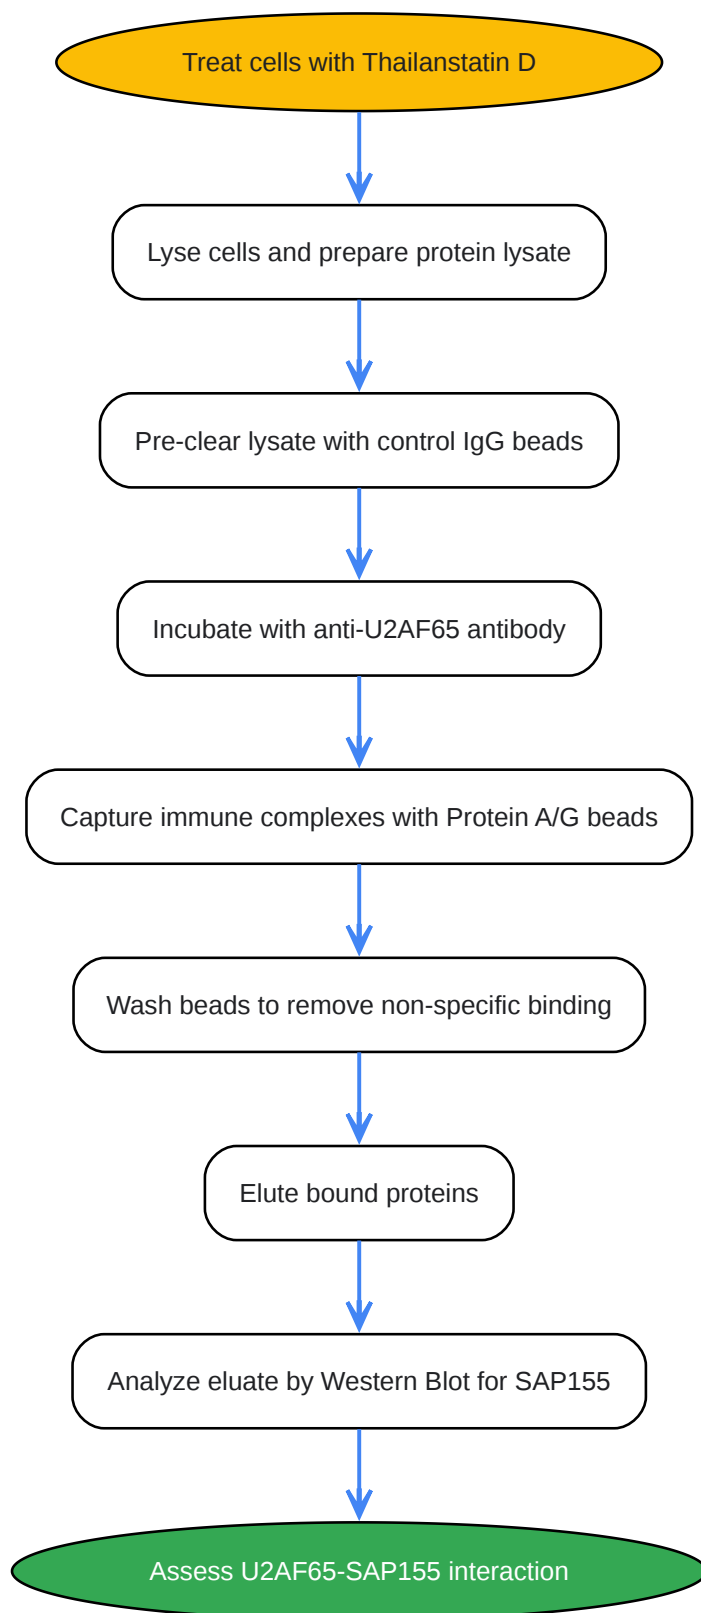 Treat cells with Thailanstatin D
Lyse cells and prepare protein lysate
Pre-clear lysate with control IgG beads
Incubate with anti-U2AF65 antibody
Capture immune complexes with Protein A/G beads
Wash beads to remove non-specific binding
Elute bound proteins
Analyze eluate by Western Blot for SAP155
Assess U2AF65-SAP155 interaction